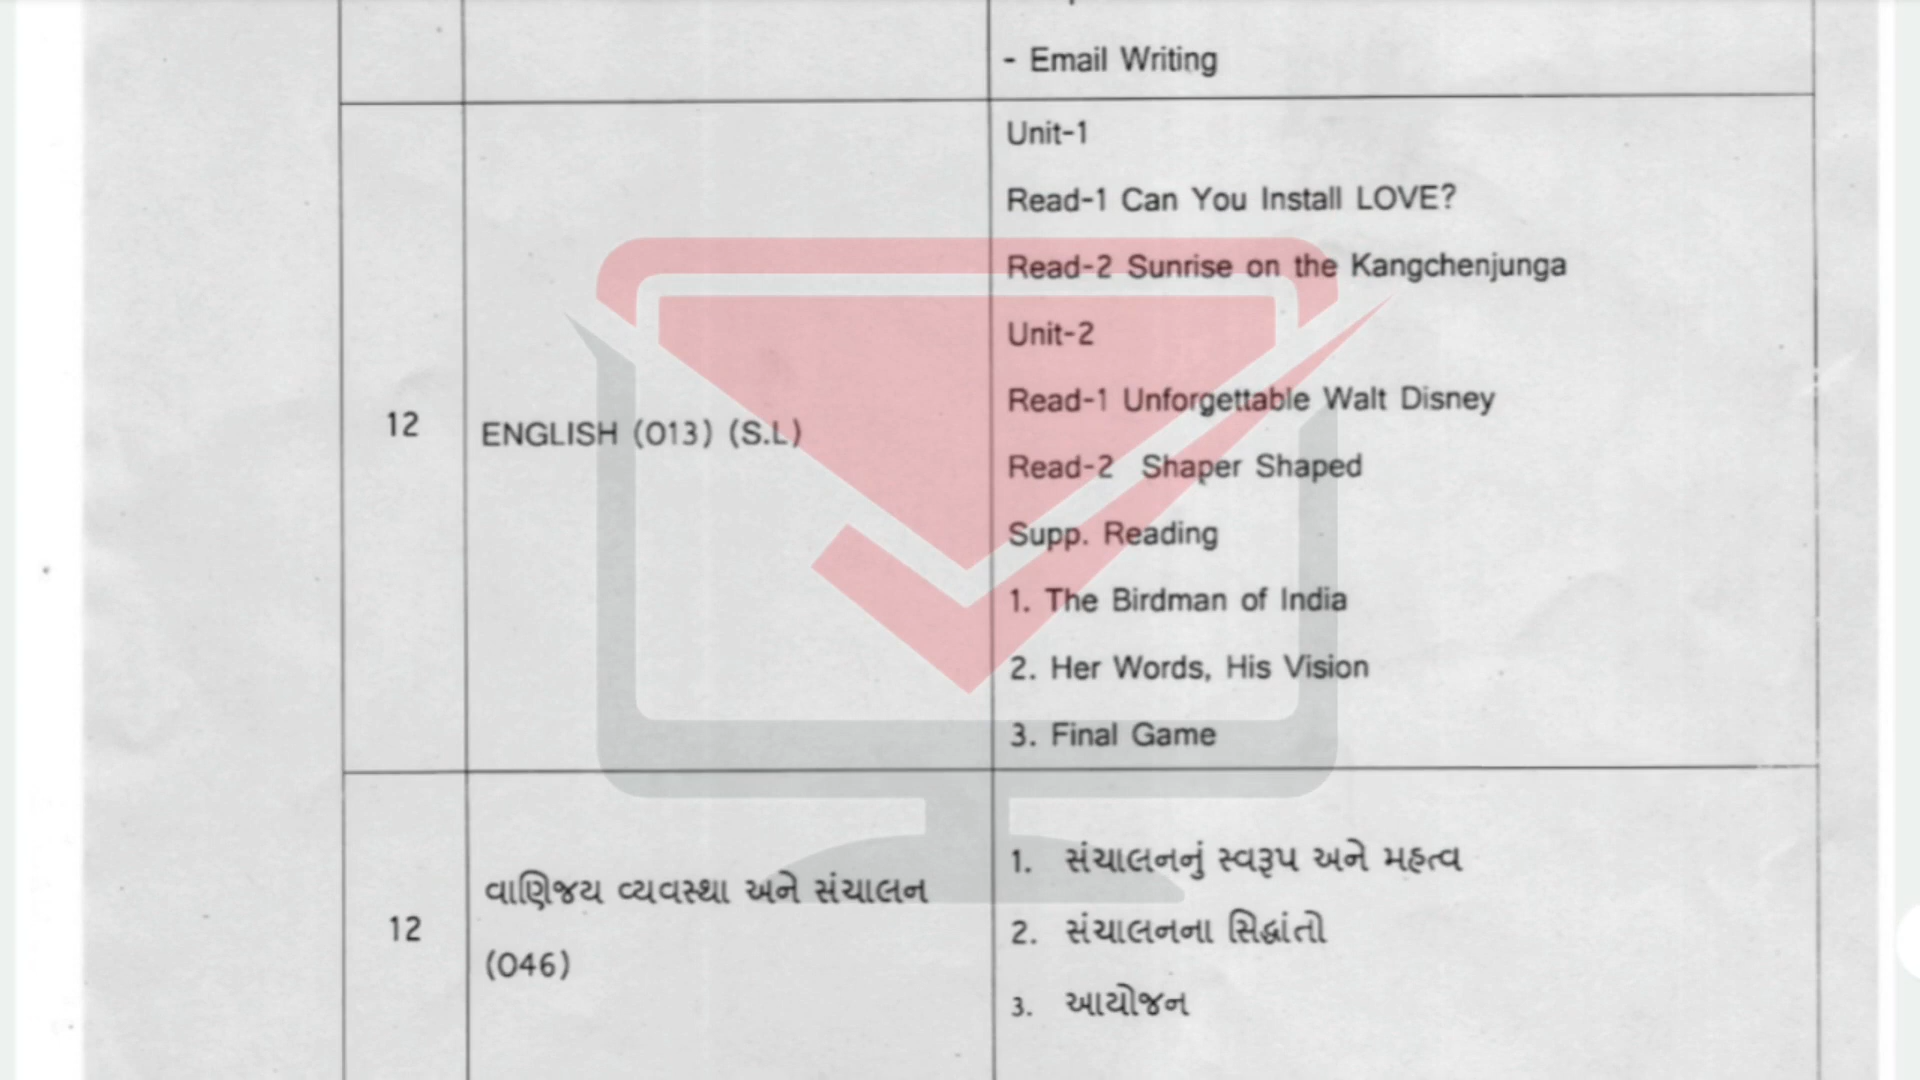 - Email Writing
Unit-1
Read-1 Can You Install LOVE?
Read-2 Sunrise on the Kangchenjunga
Unit-2
Read-1 Unforgettable Walt Disney
12
ENGLISH (013) (S.L)
Read-2 Shaper Shaped
Supp. Reading
1. The Birdman of India
2. Her Words, His Vision
3. Final Game
12
વાણિજય વ્યવસ્થા અને સંચાલન
(046)
1. સંચાલનનું સ્વરૂપ અને મહત્વ
2. સંચાલનના સિદ્ધાંતો
3. આયોજન